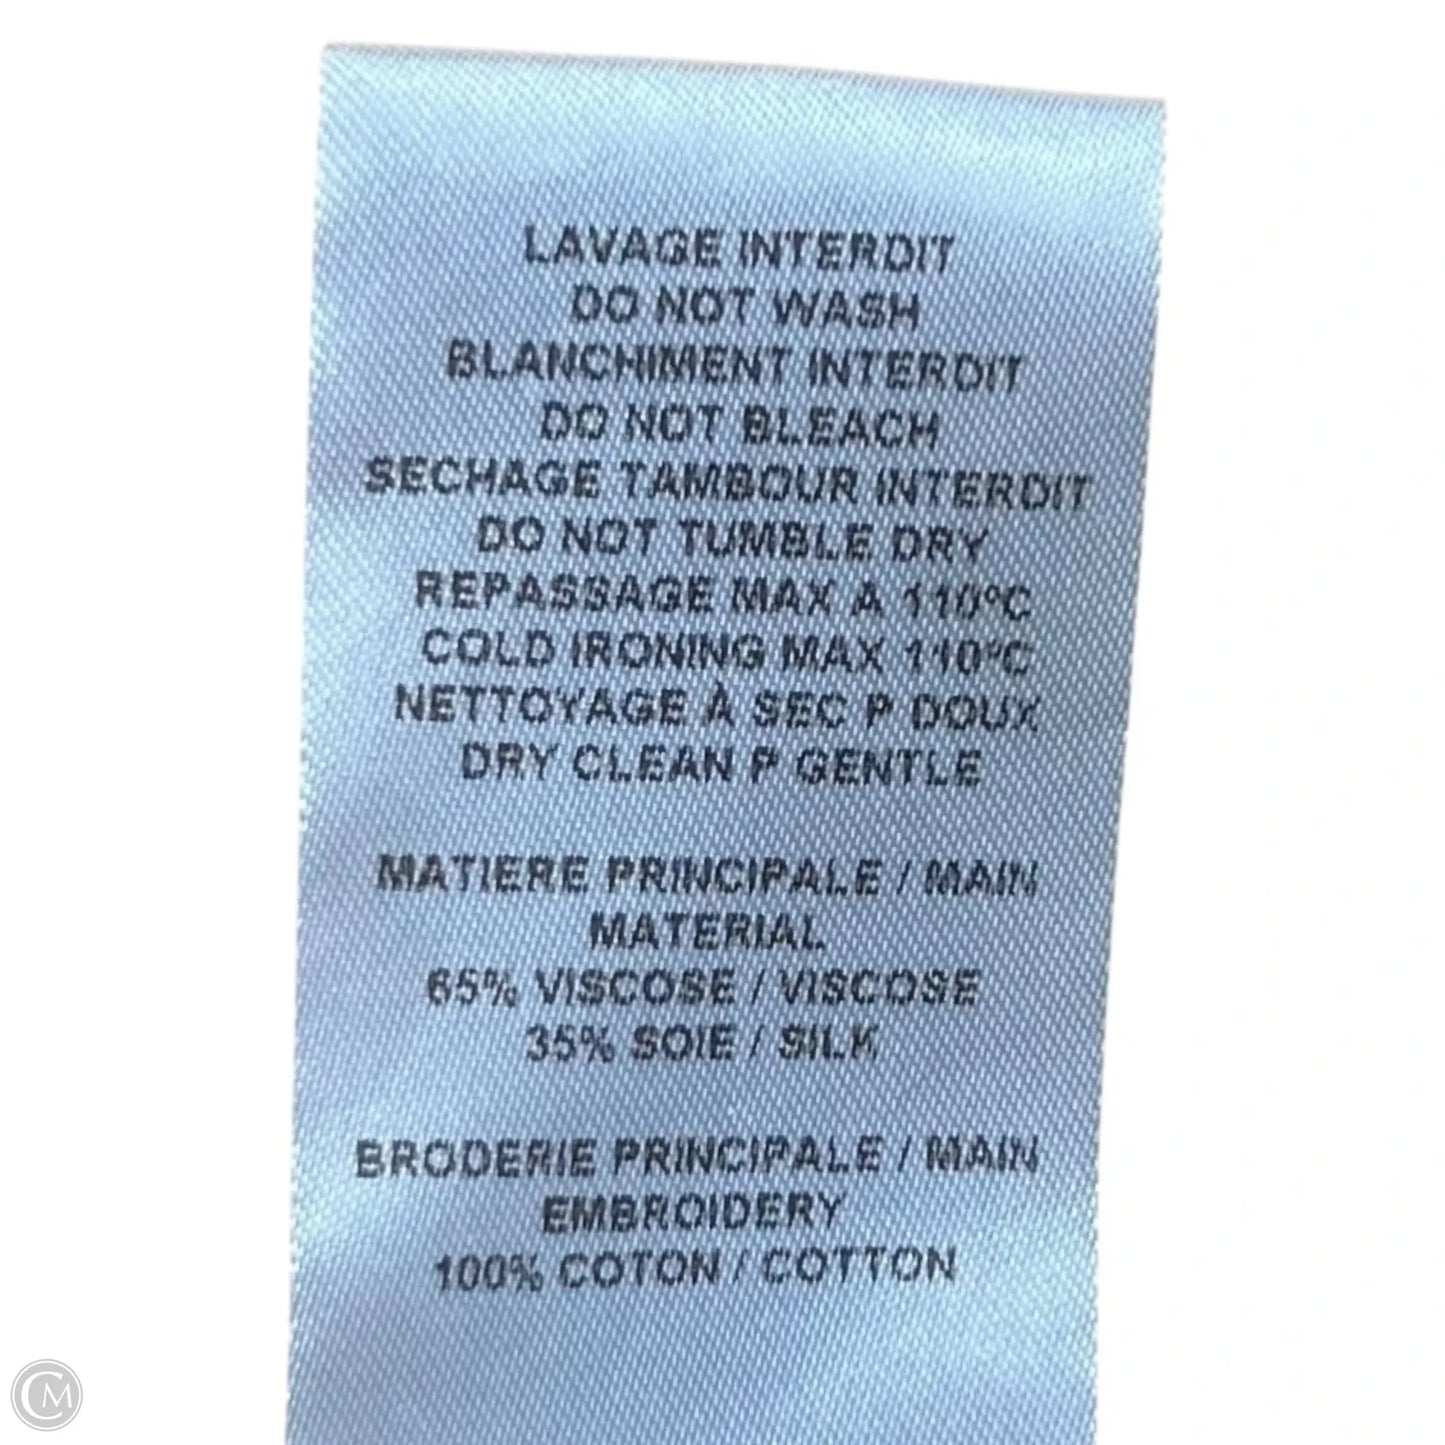 LAVAGE INTERDIT
DO NOT WASH
BLANCHIMENT INTERDIT
DO NOT BLEACH
SECHAGE TAMBOUR INTERDIT
DO NOT TUMBLE DRY
REPASSAGE MAX A 110°C
COLD IRONING MAX 110°C
NETTOYAGE À SEC P DOUX
DRY CLEAN P GENTLE
MATIERE PRINCIPALE / MAIN
MATERIAL
65% VISCOSE / VISCOSE
35% SOIE / SILK
BRODERIE PRINCIPALE / MAIN
EMBROIDERY
100% COTON / COTTON
CM